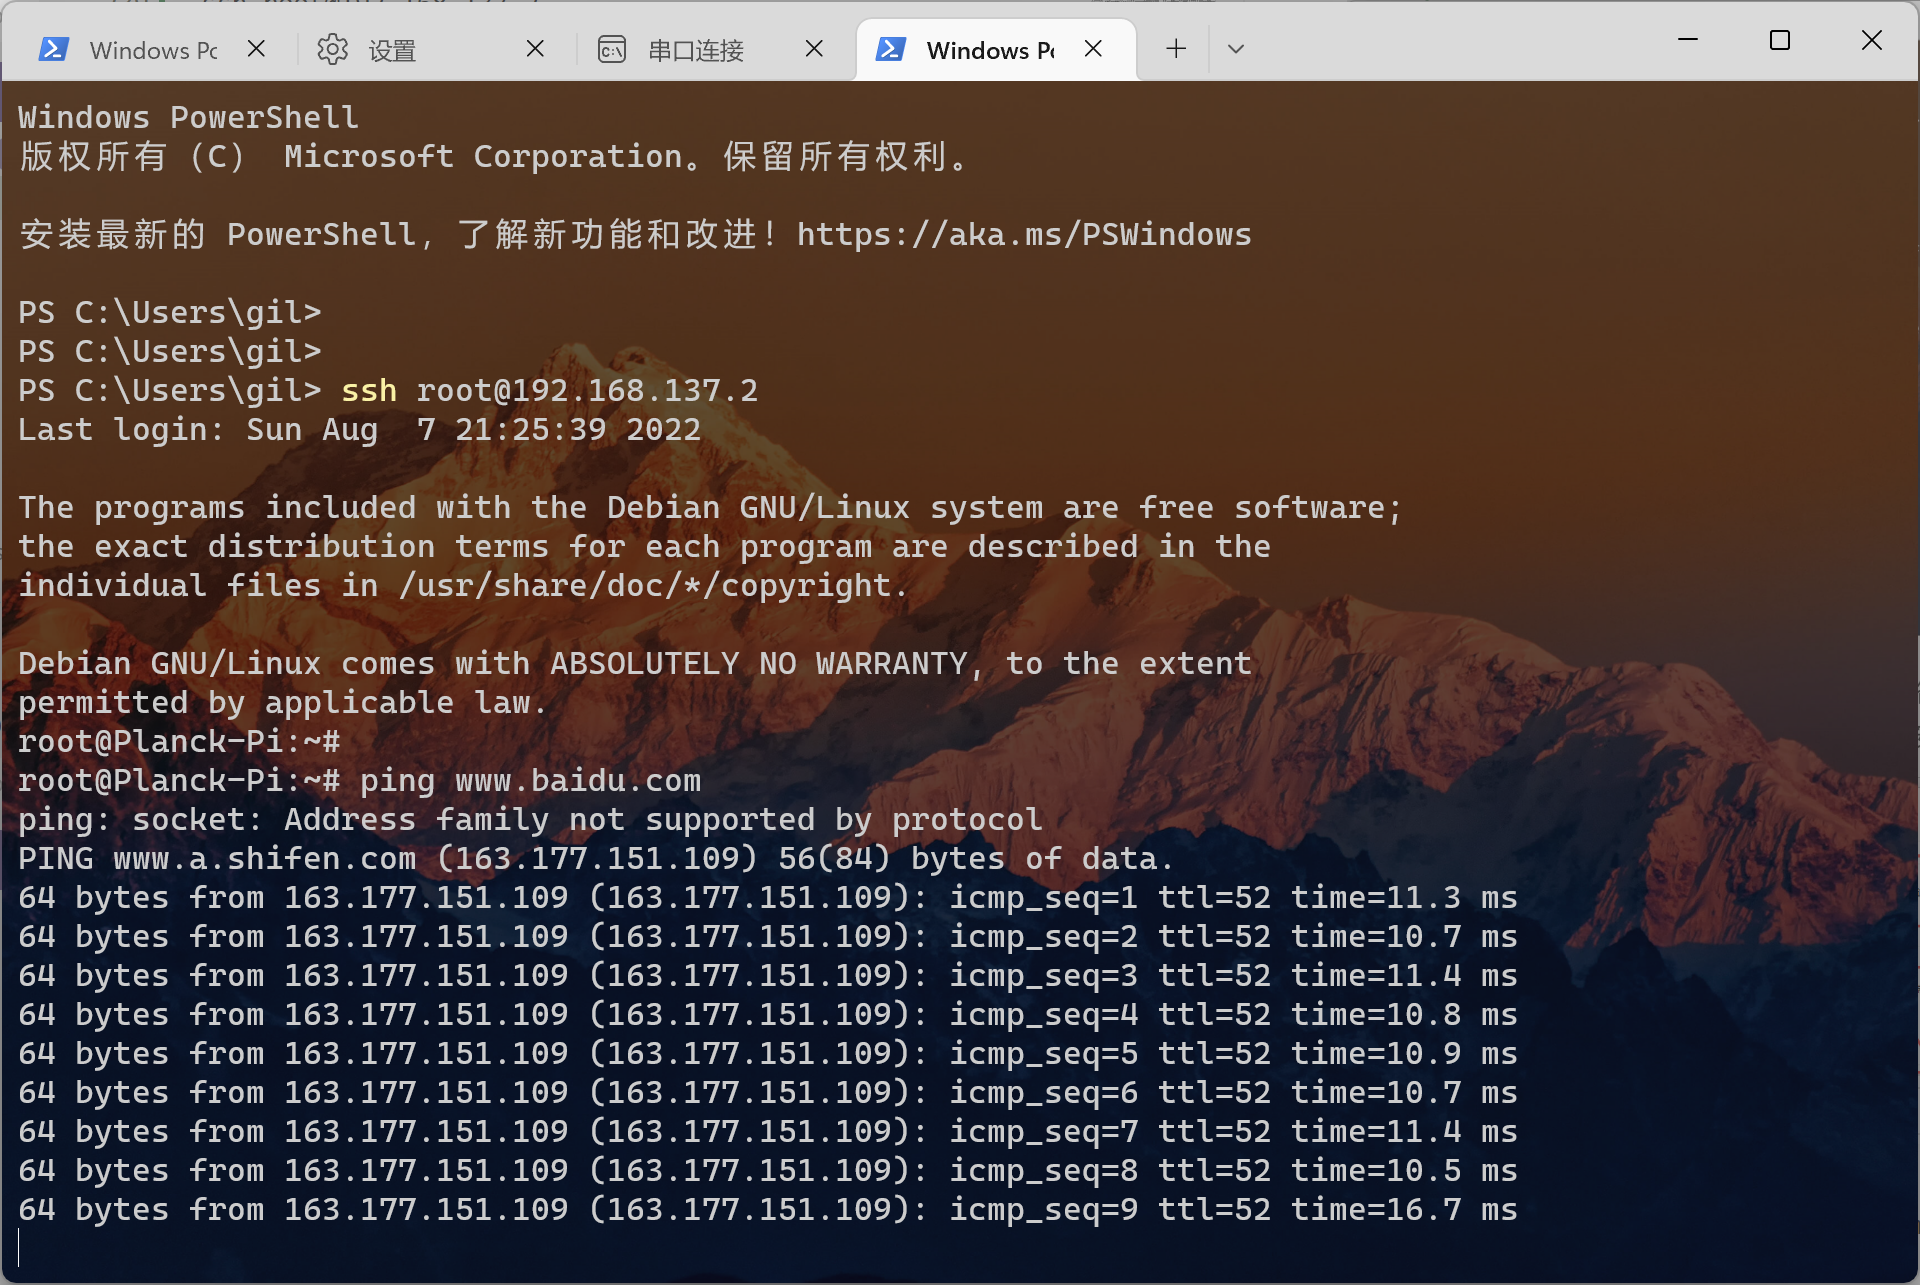 Windows Pc
设置
串口连接
Windows Po
Windows PowerShell
版权所有 (C) Microsoft Corporation。保留所有权利。
安装最新的 PowerShell，了解新功能和改进！https://aka.ms/PSWindows
PS C:\Users\gil>
PS C:\Users\gil>
PS C:\Users\gil> ssh root@192.168.137.2
Last login: Sun Aug  7 21:25:39 2022
The programs included with the Debian GNU/Linux system are free software;
the exact distribution terms for each program are described in the
individual files in /usr/share/doc/*/copyright.
Debian GNU/Linux comes with ABSOLUTELY NO WARRANTY, to the extent
permitted by applicable law.
root@Planck-Pi:~#
root@Planck-Pi:~# ping www.baidu.com
ping: socket: Address family not supported by protocol
PING www.a.shifen.com (163.177.151.109) 56(84) bytes of data.
64 bytes from 163.177.151.109 (163.177.151.109): icmp_seq=1 ttl=52 time=11.3 ms
64 bytes from 163.177.151.109 (163.177.151.109): icmp_seq=2 ttl=52 time=10.7 ms
64 bytes from 163.177.151.109 (163.177.151.109): icmp_seq=3 ttl=52 time=11.4 ms
64 bytes from 163.177.151.109 (163.177.151.109): icmp_seq=4 ttl=52 time=10.8 ms
64 bytes from 163.177.151.109 (163.177.151.109): icmp_seq=5 ttl=52 time=10.9 ms
64 bytes from 163.177.151.109 (163.177.151.109): icmp_seq=6 ttl=52 time=10.7 ms
64 bytes from 163.177.151.109 (163.177.151.109): icmp_seq=7 ttl=52 time=11.4 ms
64 bytes from 163.177.151.109 (163.177.151.109): icmp_seq=8 ttl=52 time=10.5 ms
64 bytes from 163.177.151.109 (163.177.151.109): icmp_seq=9 ttl=52 time=16.7 ms